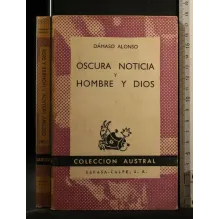 DÁMASO ALONSO
OSCURA NOTICIA
Y
HOMBRE Y DIOS
COLECCION AUSTRAL
ESPASA-CALPE, S. A.